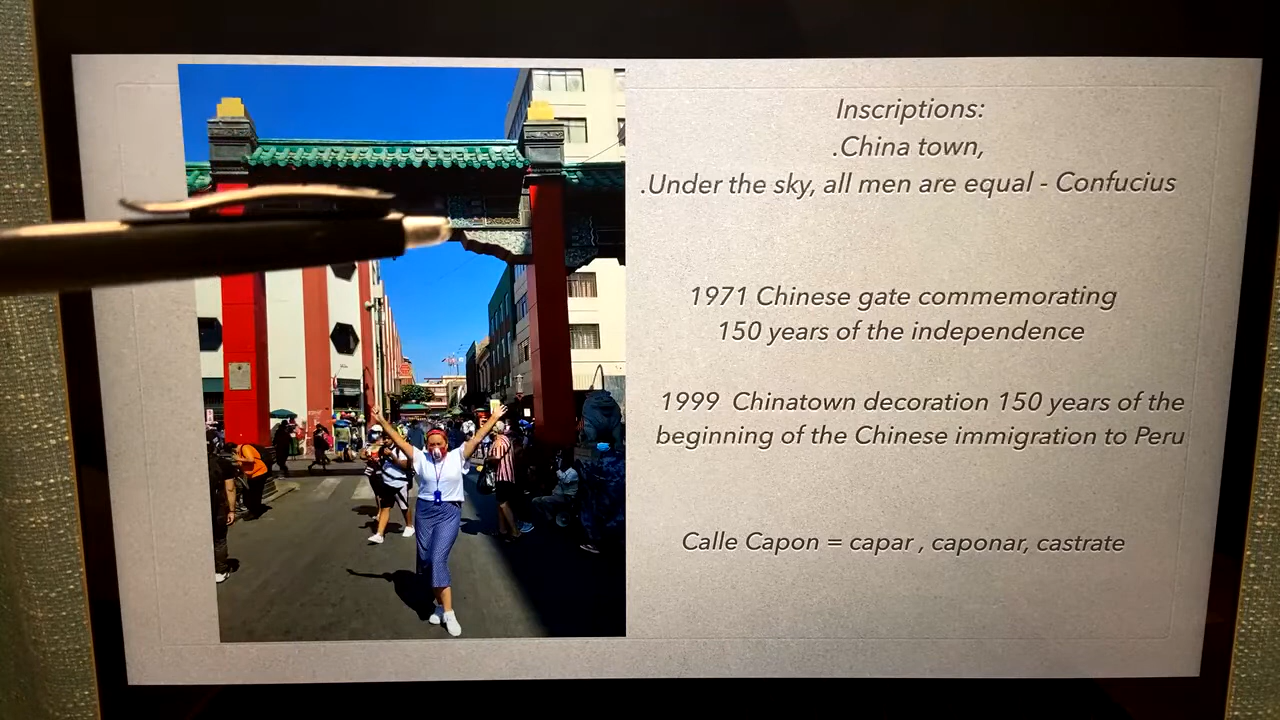 Inscriptions:
.China town,
.Under the sky, all men are equal - Confucius
1971 Chinese gate commemorating
150 years of the independence
1999 Chinatown decoration 150 years of the
beginning of the Chinese immigration to Peru
Calle Capon = capar , caponar, castrate